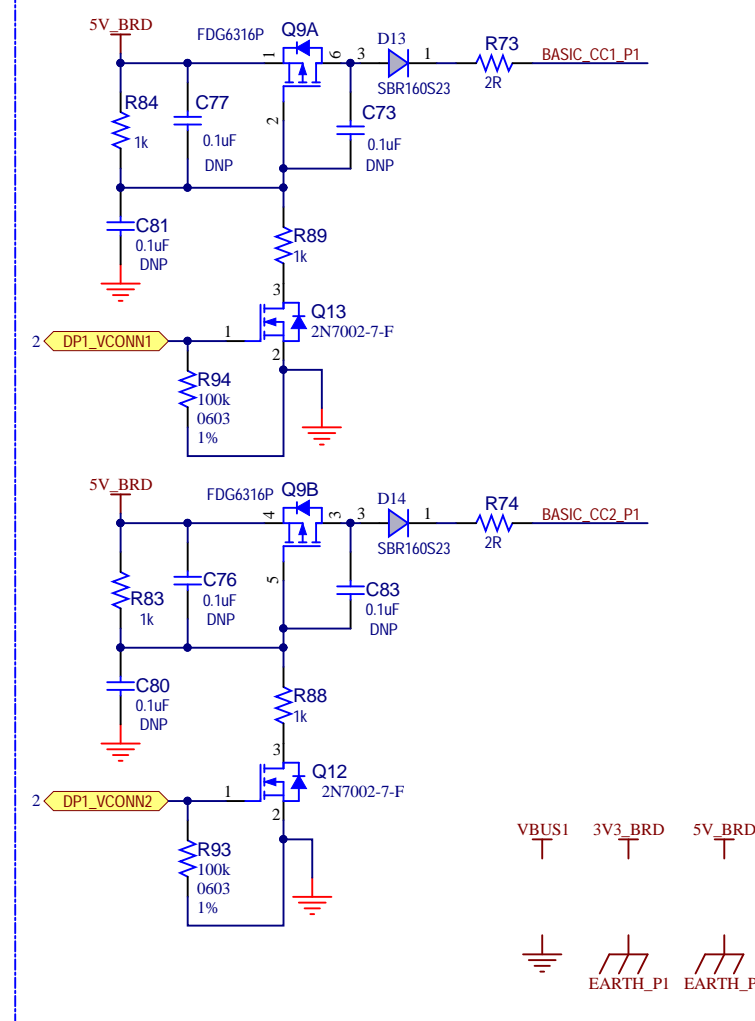 5V_BRD
FDG6316P
Q9A
D13
R73
BASIC_CC1_P1
1
6
3
1
SBR160S23
2R
R84
1k
C77
0.1uF
DNP
2
C73
0.1uF
DNP
C81
0.1uF
DNP
R89
1k
3
Q13
2N7002-7-F
2
DP1_VCONN1
1
2
R94
100k
0603
1%
5V_BRD
FDG6316P
Q9B
D14
R74
BASIC_CC2_P1
4
3
3
1
SBR160S23
2R
R83
1k
C76
0.1uF
DNP
5
C83
0.1uF
DNP
C80
0.1uF
DNP
R88
1k
3
Q12
2N7002-7-F
2
DP1_VCONN2
1
2
R93
100k
0603
1%
VBUS1
3V3_BRD
5V_BRD
EARTH_P1
EARTH_P